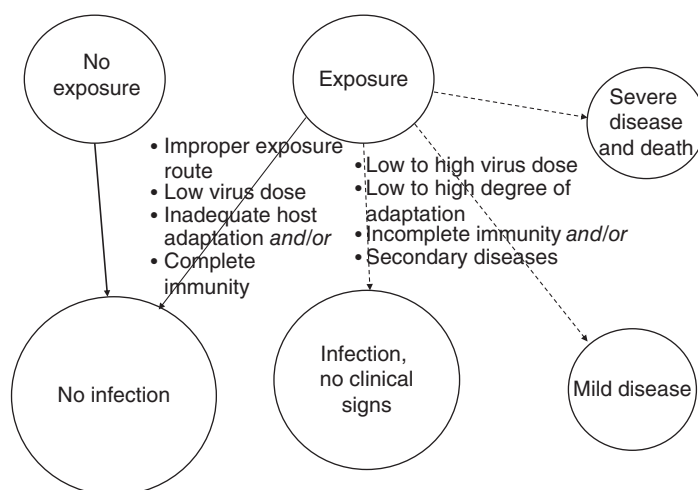 No
exposure
Exposure
Severe
disease
and death
• Improper exposure
route
• Low virus dose
• Inadequate host
adaptation and/or
• Complete
immunity
• Low to high virus dose
• Low to high degree of
adaptation
• Incomplete immunity and/or
• Secondary diseases
No infection
Infection,
no clinical
signs
Mild disease